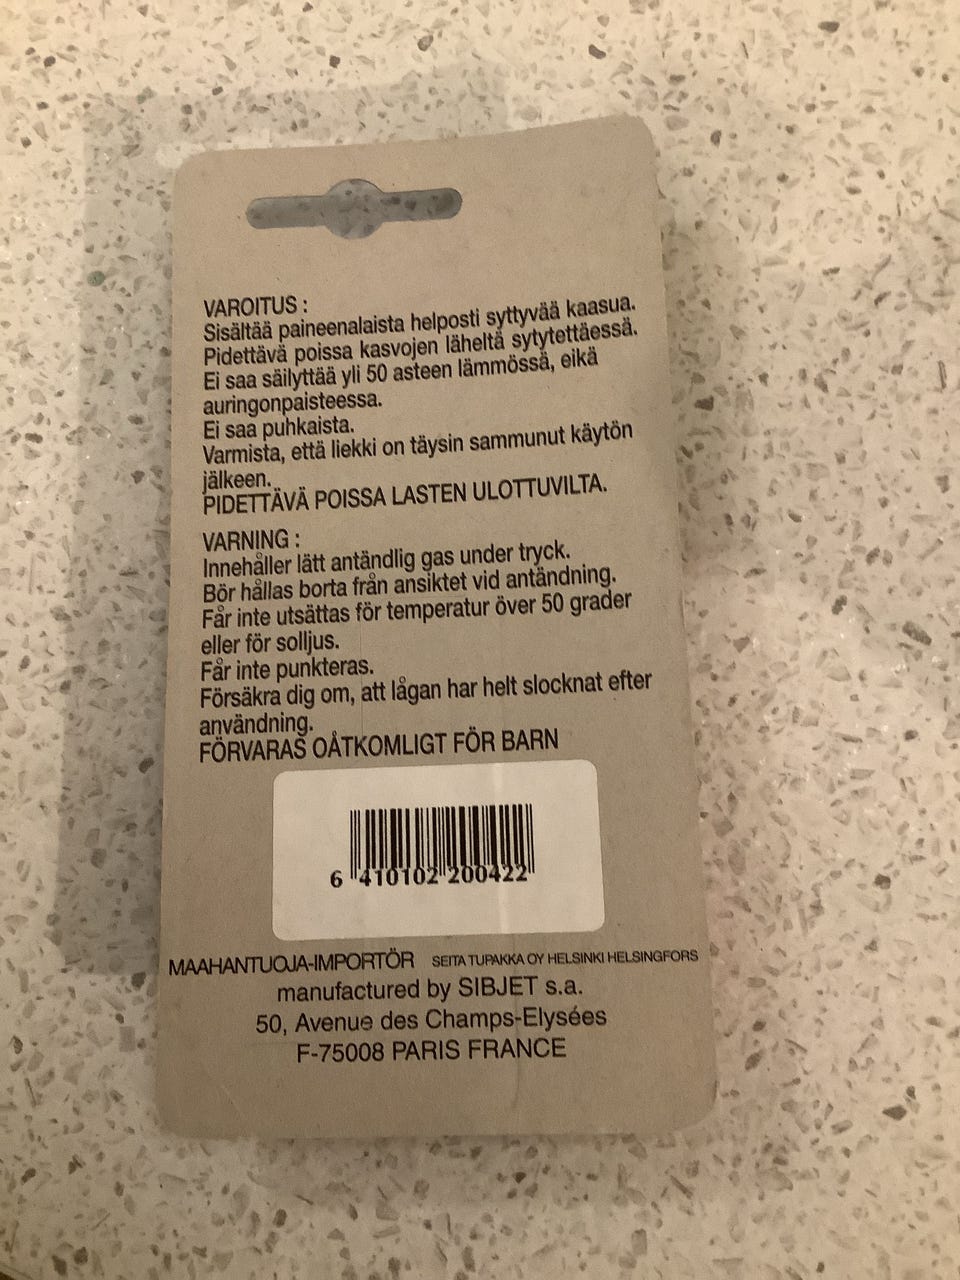 VAROITUS :
Sisältää paineenalaista helposti syttyvää kaasua.
Pidettävä poissa kasvojen läheltä sytytettäessä.
Ei saa säilyttää yli 50 asteen lämmössä, eikä
auringonpaisteessa.
Ei saa puhkaista.
Varmista, että liekki on täysin sammunut käytön
jälkeen.
PIDETTÄVÄ POISSA LASTEN ULOTTUVILTA.
VARNING :
Innehåller lätt antändlig gas under tryck.
Bör hållas borta från ansiktet vid antändning.
Får inte utsättas för temperatur över 50 grader
eller för solljus.
Får inte punkteras.
Försäkra dig om, att lågan har helt slocknat efter
användning.
FÖRVARAS OÅTKOMLIGT FÖR BARN
6 410102 200422
MAAHANTUOJA-IMPORTÖR SEITA TUPAKKA OY HELSINKI HELSINGFORS
manufactured by SIBJET s.a.
50, Avenue des Champs-Elysées
F-75008 PARIS FRANCE